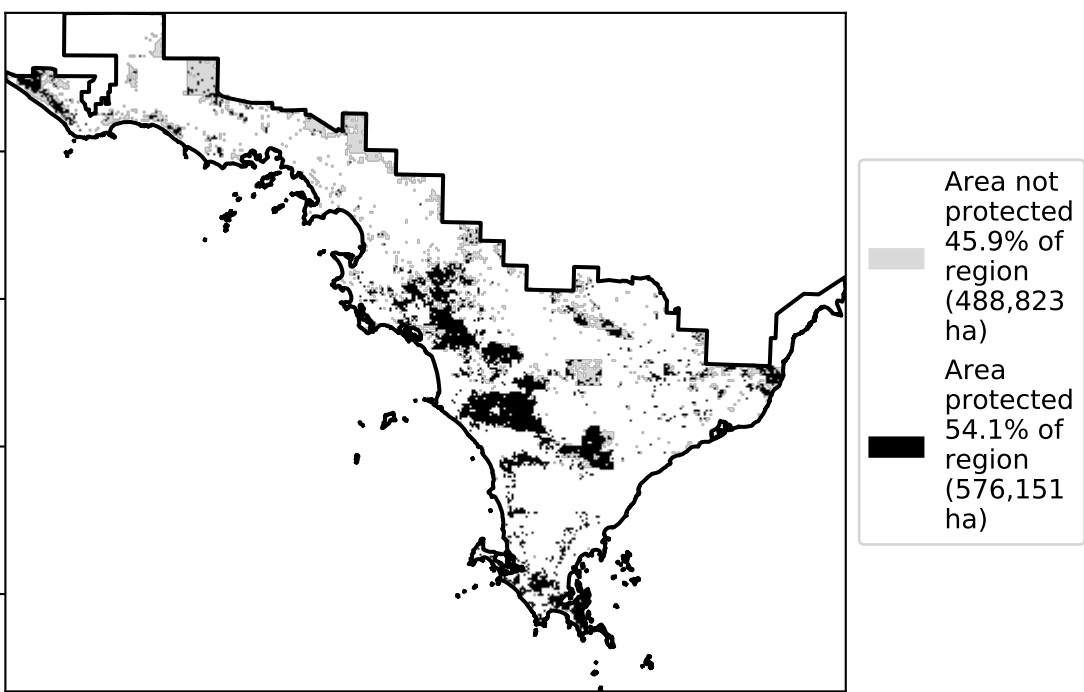 Area not
protected
45.9% of
region
(488,823
ha)
Area
protected
54.1% of
region
(576,151
ha)